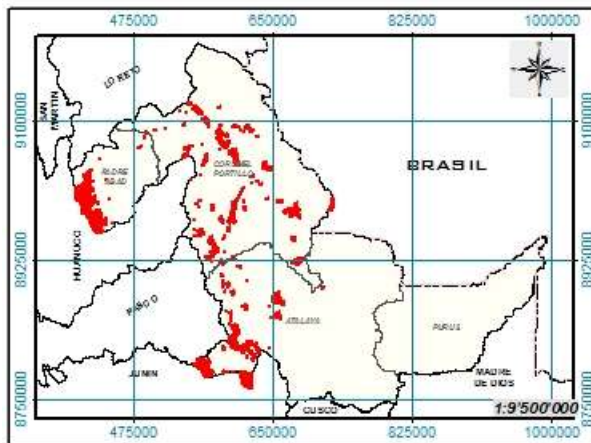 475000 650000 825000 1000000
LORETO
SAN
MARTIN
9100000 9100000
BRASIL
PADRE
ABAD
CORONEL
PORTILLO
HUANUCO
8925000 8925000
PASCO
ATALAYA
PURUS
JUNIN
MADRE
DE DIOS
CUSCO
8750000 8750000
1:9'500'000
475000 650000 825000 1000000